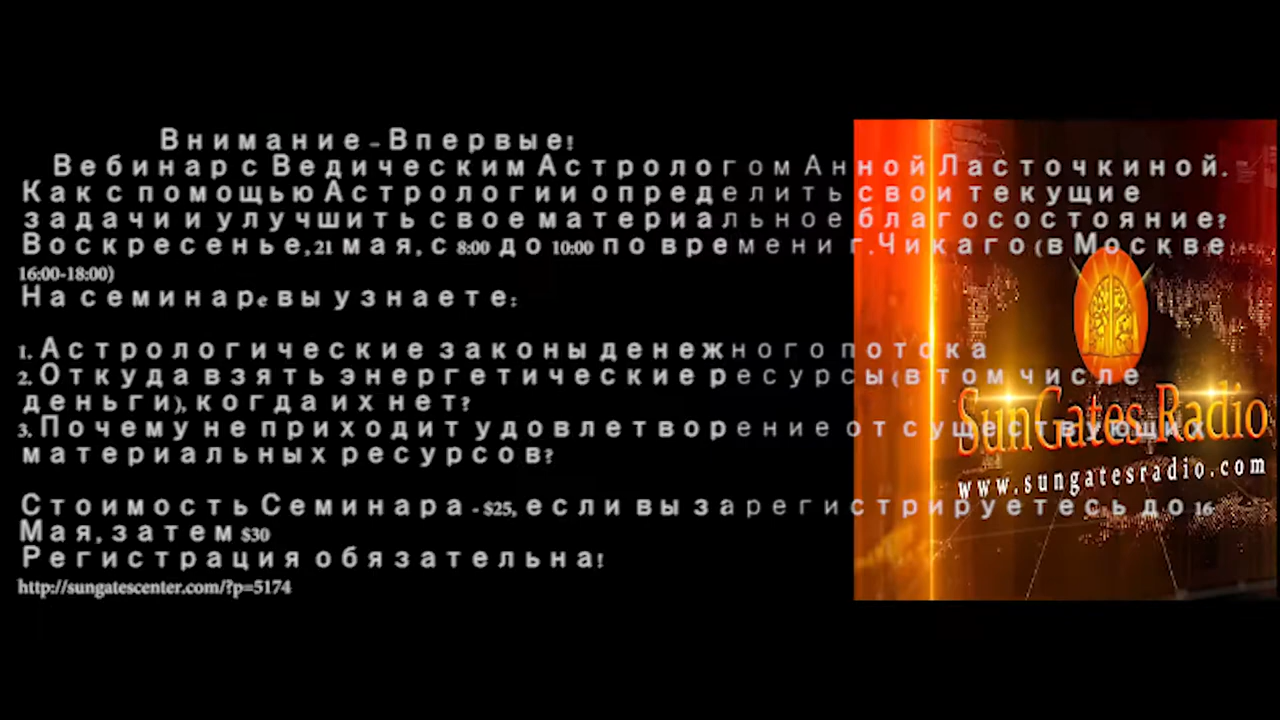 Внимание - Впервые!
Вебинар с Ведическим Астрологом Анной Ласточкиной.
Как с помощью Астрологии определить свои текущие
задачи и улучшить свое материальное благосостояние?
Воскресенье, 21 мая, с 8:00 до 10:00 по времени г.Чикаго (в Москве
16:00-18:00)
На семинаре вы узнаете:
1. Астрологические законы денежного потока
2. Откуда взять энергетические ресурсы (в том числе
деньги), когда их нет?
3. Почему не приходит удовлетворение от существующих
материальных ресурсов?
Стоимость Семинара - $25, если вы зарегистрируетесь до 16
Мая, затем $30
Регистрация обязательна!
http://sungatescenter.com/?p=5174
SunGates Radio
www.sungatesradio.com